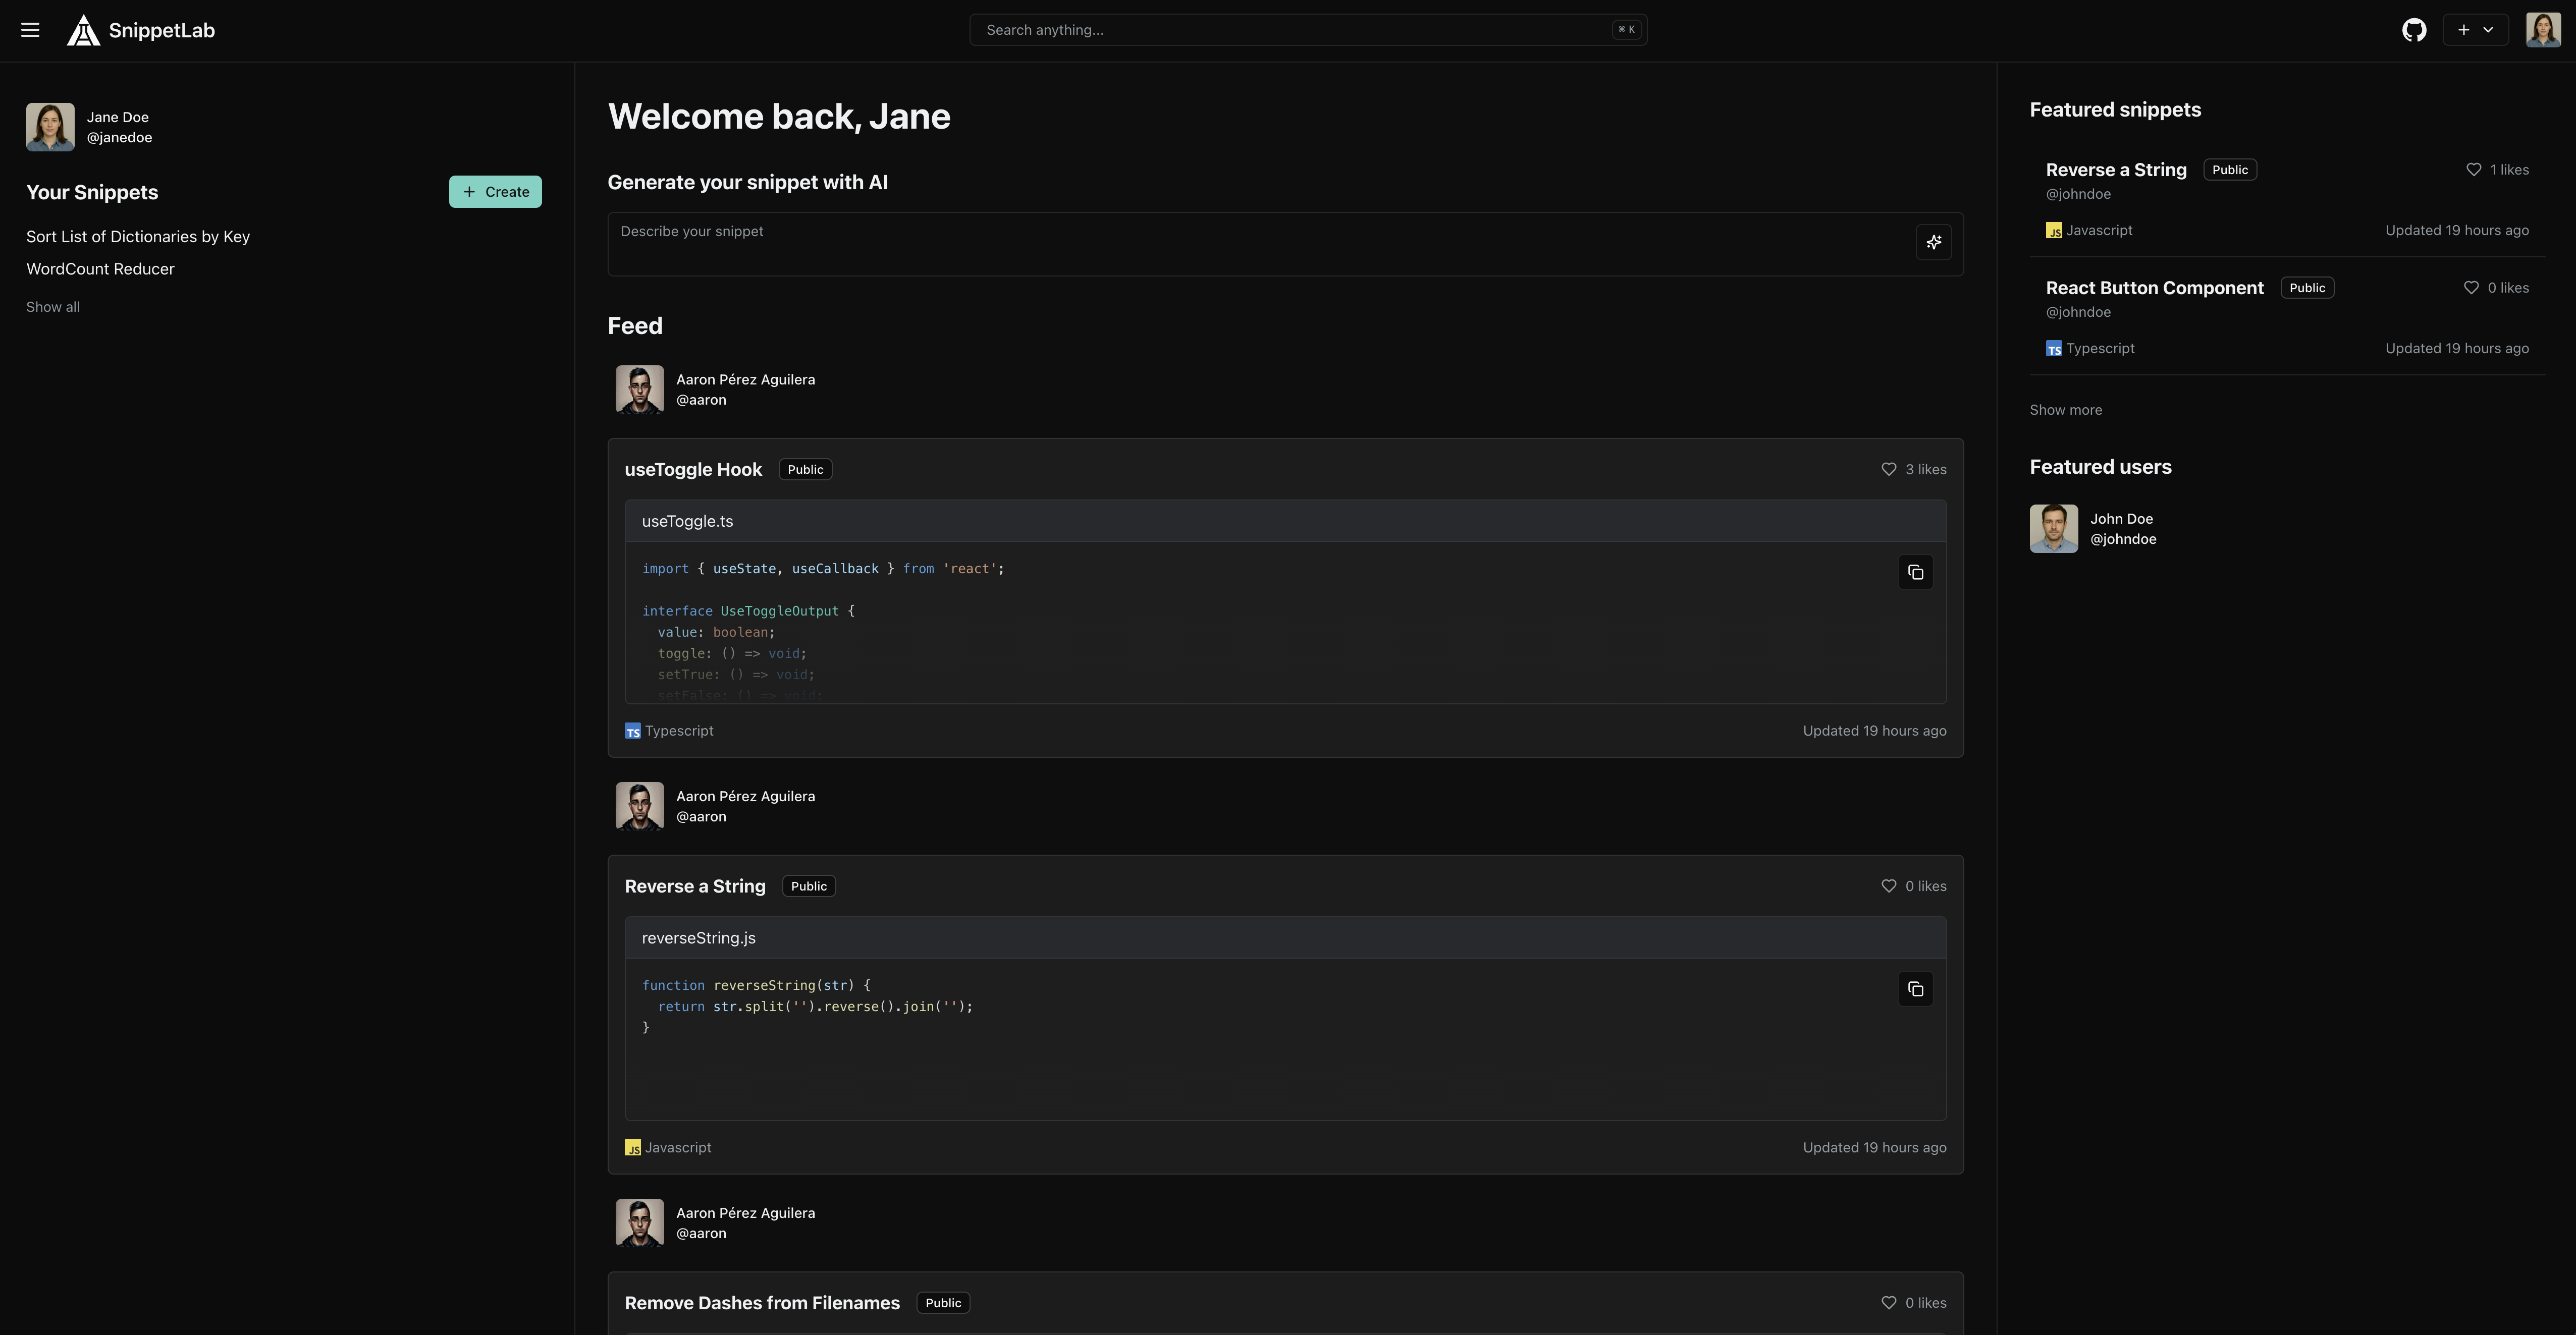 SnippetLab
Search anything...
⌘ K
Jane Doe
@janedoe
Your Snippets
+ Create
Sort List of Dictionaries by Key
WordCount Reducer
Show all
Welcome back, Jane
Generate your snippet with AI
Describe your snippet
Feed
Aaron Pérez Aguilera
@aaron
useToggle Hook Public 3 likes
useToggle.ts
import { useState, useCallback } from 'react';
interface UseToggleOutput {
value: boolean;
toggle: () => void;
setTrue: () => void;
setFalse: () => void;
TS Typescript Updated 19 hours ago
Aaron Pérez Aguilera
@aaron
Reverse a String Public 0 likes
reverseString.js
function reverseString(str) {
return str.split('').reverse().join('');
}
JS Javascript Updated 19 hours ago
Aaron Pérez Aguilera
@aaron
Remove Dashes from Filenames Public 0 likes
Featured snippets
Reverse a String Public 1 likes
@johndoe
JS Javascript Updated 19 hours ago
React Button Component Public 0 likes
@johndoe
TS Typescript Updated 19 hours ago
Show more
Featured users
John Doe
@johndoe